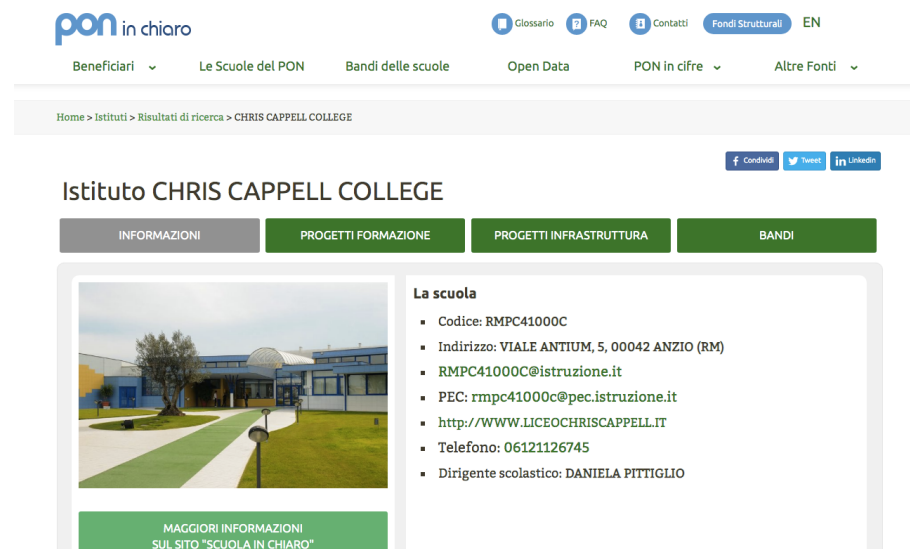 pon in chiaro
Glossario FAQ Contatti Fondi Strutturali EN
Beneficiari Le Scuole del PON Bandi delle scuole Open Data PON in cifre Altre Fonti
Home > Istituti > Risultati di ricerca > CHRIS CAPPELL COLLEGE
Condividi Tweet Linkedin
Istituto CHRIS CAPPELL COLLEGE
INFORMAZIONI PROGETTI FORMAZIONE PROGETTI INFRASTRUTTURA BANDI
La scuola
Codice: RMPC41000C
Indirizzo: VIALE ANTIUM, 5, 00042 ANZIO (RM)
RMPC41000C@istruzione.it
PEC: rmpc41000c@pec.istruzione.it
http://WWW.LICEOCHRISCAPPELL.IT
Telefono: 06121126745
Dirigente scolastico: DANIELA PITTIGLIO
MAGGIORI INFORMAZIONI
SUL SITO "SCUOLA IN CHIARO"